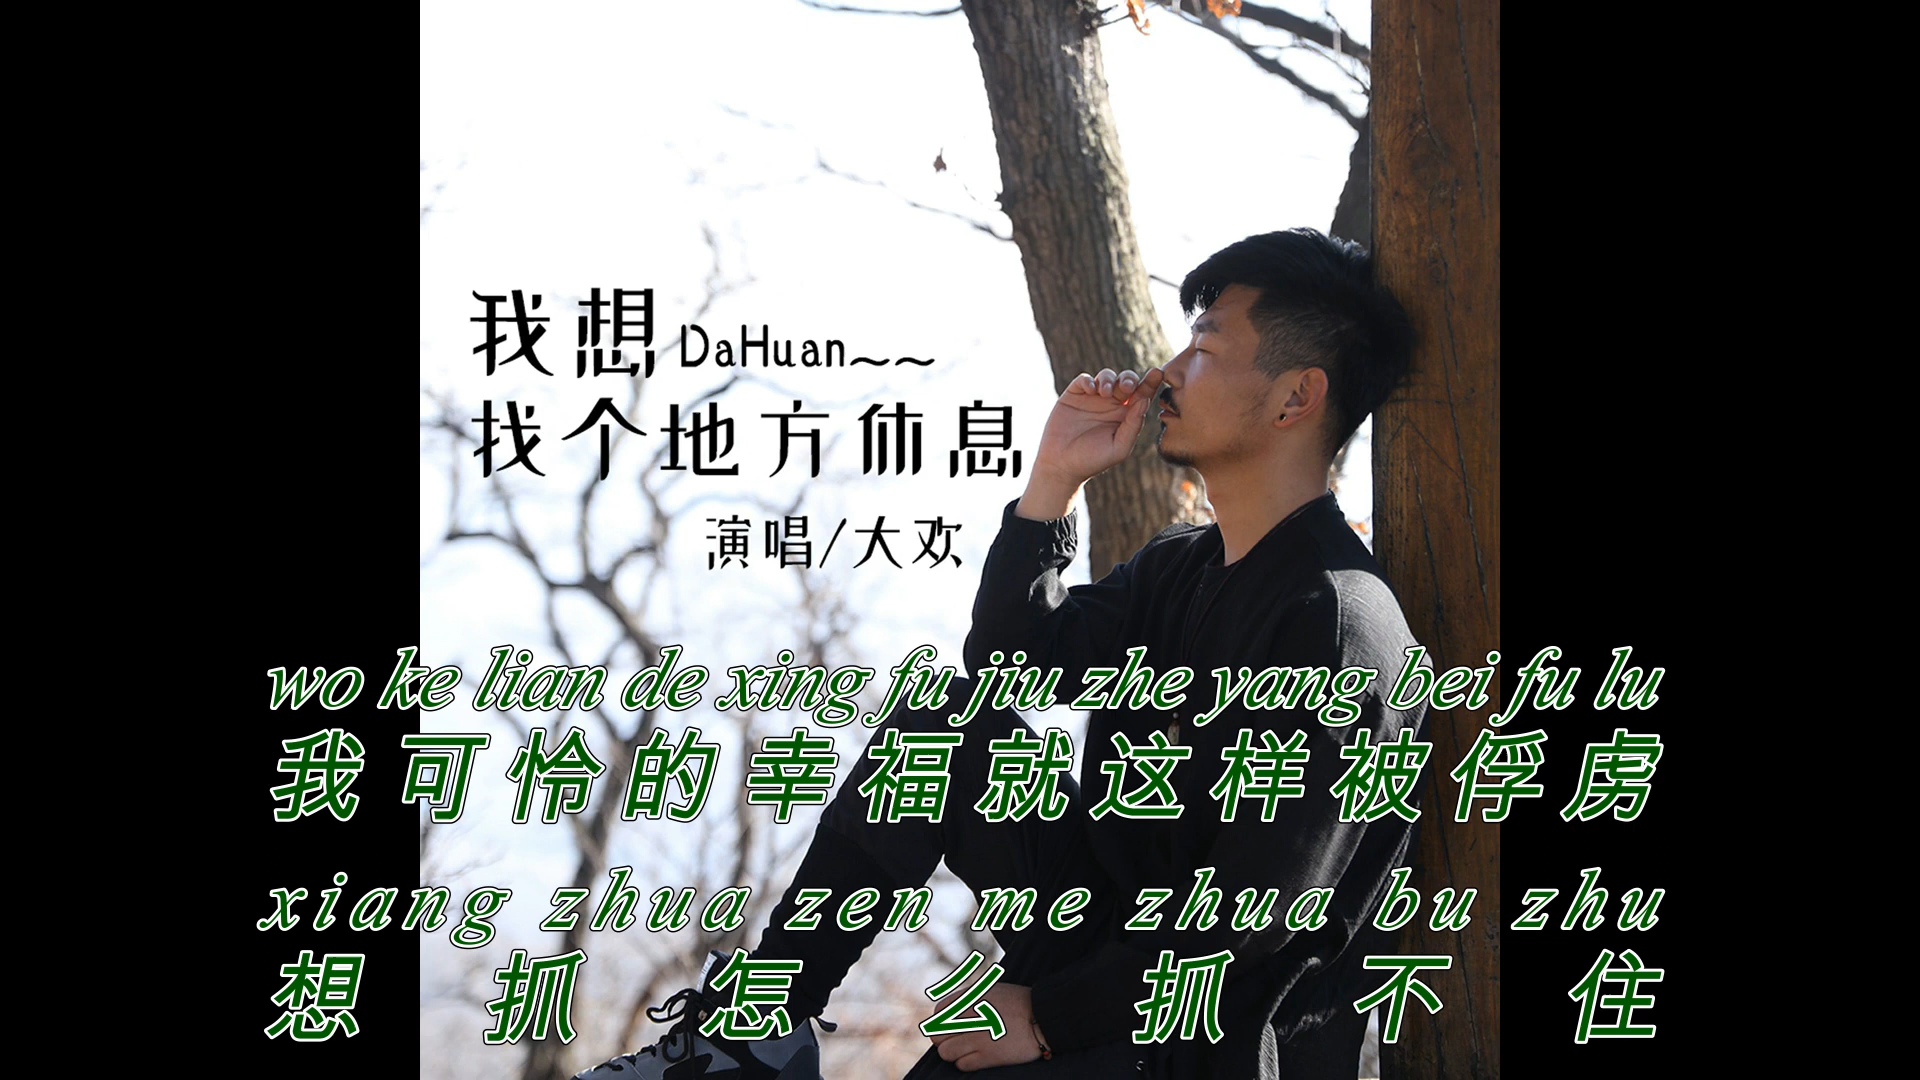 我想 DaHuan~~
找个地方休息
演唱/大欢
wo ke lian de xing fu jiu zhe yang bei fu lu
我可怜的幸福就这样被俘虏
xiang zhua zen me zhua bu zhu
想抓怎么抓不住